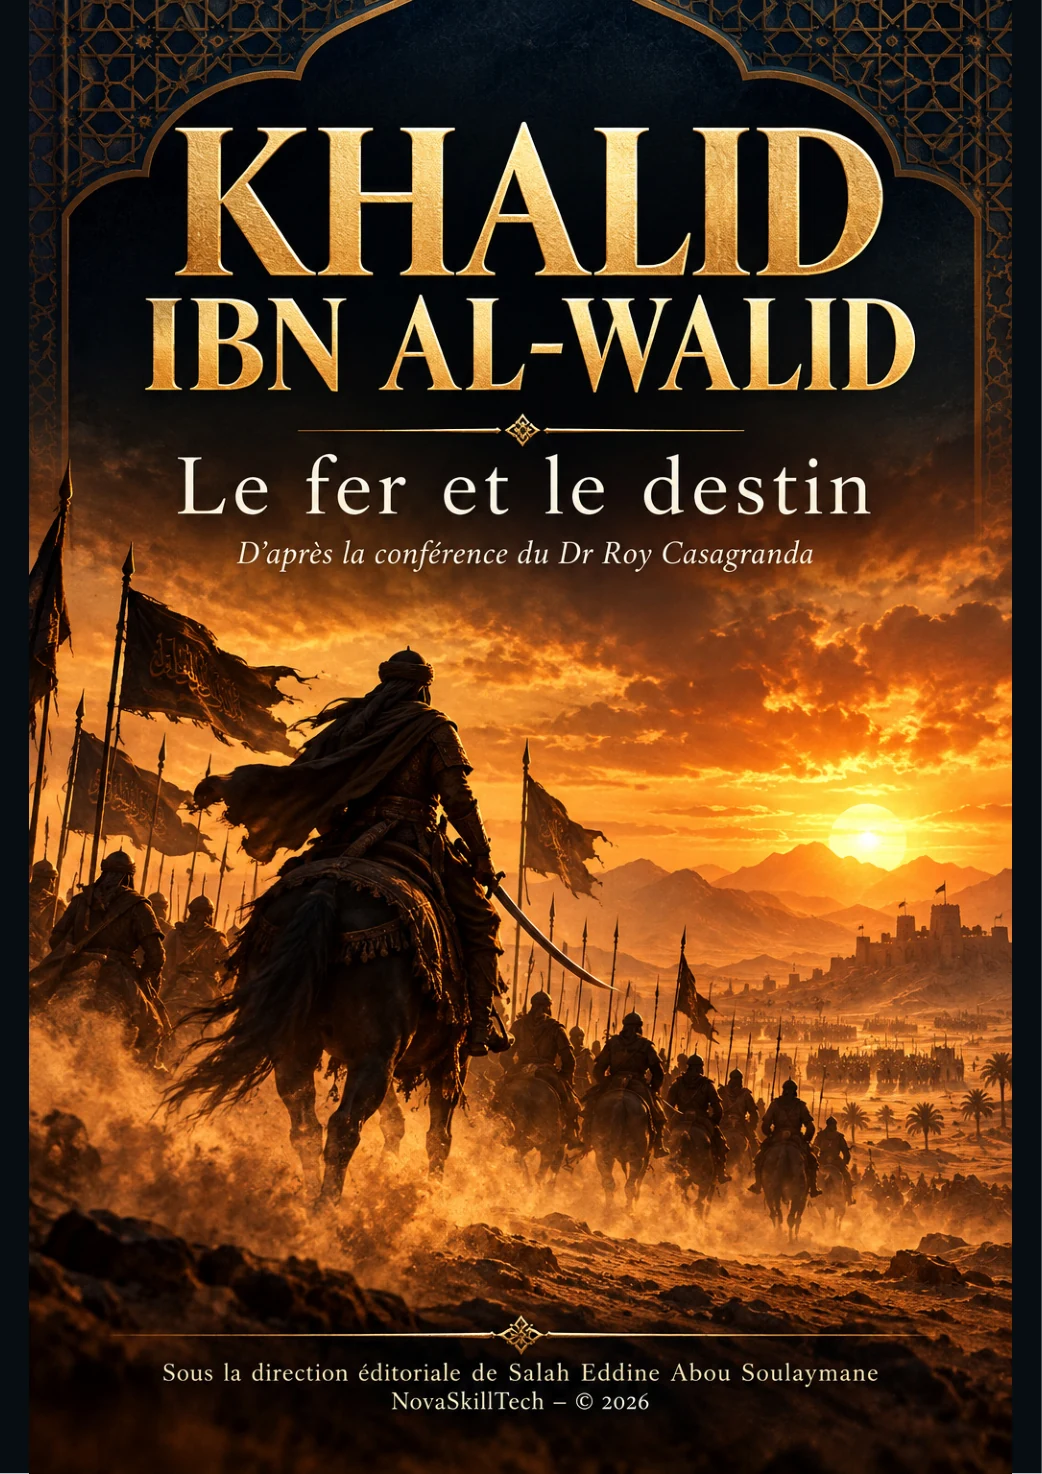 KHALID
IBN AL-WALID
Le fer et le destin
D’après la conférence du Dr Roy Casagranda
Sous la direction éditoriale de Salah Eddine Abou Soulaymane
NovaSkillTech – © 2026